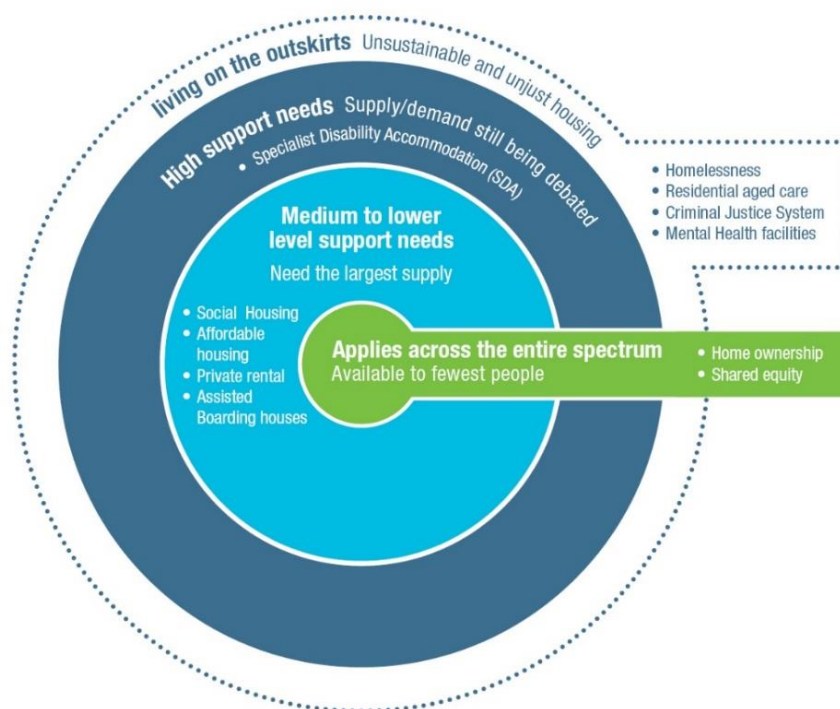 living on the outskirts Unsustainable and unjust housing
High support needs Supply/demand still being debated
• Specialist Disability Accommodation (SDA)
• Homelessness
• Residential aged care
• Criminal Justice System
• Mental Health facilities
Medium to lower
level support needs
Need the largest supply
• Social Housing
• Affordable
housing
• Private rental
• Assisted
Boarding houses
Applies across the entire spectrum
Available to fewest people
• Home ownership
• Shared equity